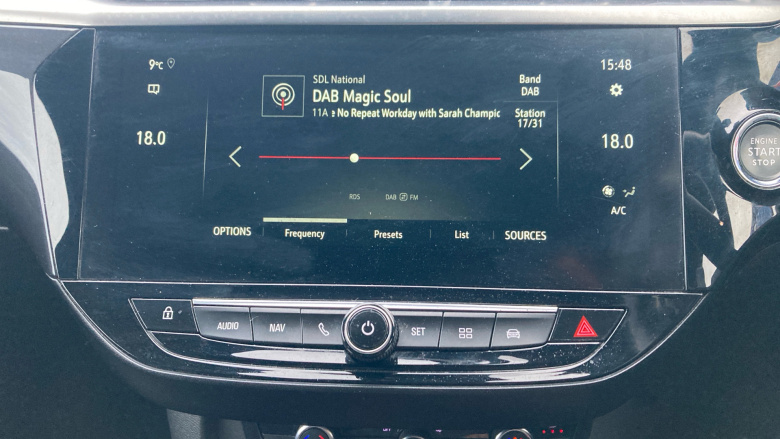 9°C
15:48
SDL National
DAB Magic Soul
11A No Repeat Workday with Sarah Champic
Band
DAB
Station
17/31
18.0
18.0
RDS
DAB FM
A/C
OPTIONS
Frequency
Presets
List
SOURCES
ENGINE
START
STOP
AUDIO
NAV
SET